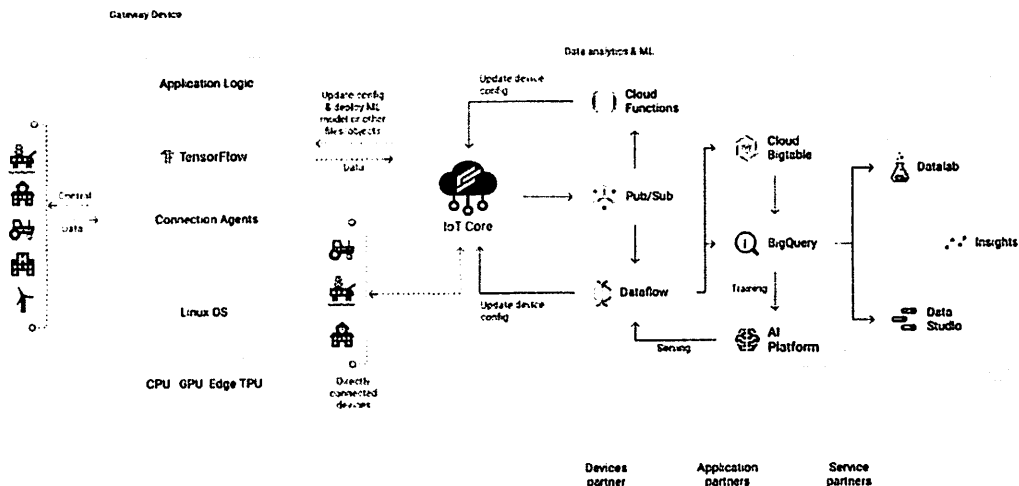 Gateway Device
Application Logic
TensorFlow
Connection Agents
Linux OS
CPU GPU Edge TPU
Control
Data
Update config
& deploy ML
model or other
files/objects
Data
IoT Core
Directly
connected
devices
Data analytics & ML
Update device
config
Cloud
Functions
Pub/Sub
Dataflow
Update device
config
Cloud
Bigtable
BigQuery
Training
AI
Platform
Serving
Datalab
Insights
Data
Studio
Devices
partner
Application
partners
Service
partners